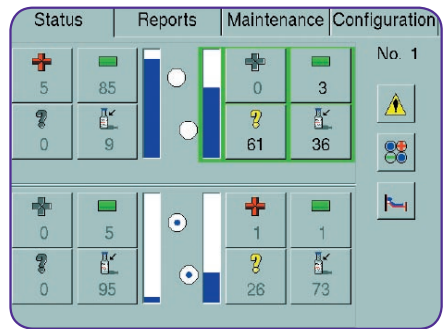 Status Reports Maintenance Configuration
No. 1
5 85 0 3
0 9 61 36
0 5 1 1
0 95 26 73